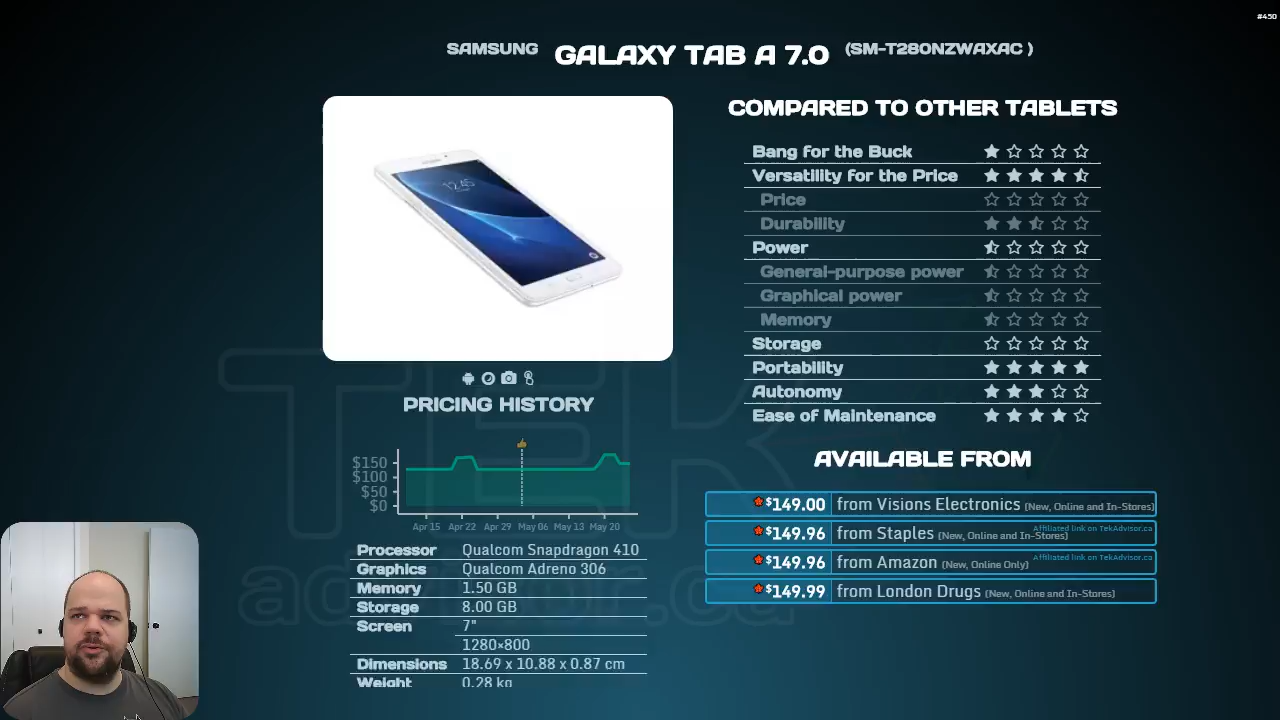 #450
SAMSUNG GALAXY TAB A 7.0 (SM-T280NZWAXAC )
COMPARED TO OTHER TABLETS
Bang for the Buck
Versatility for the Price
Price
Durability
Power
General-purpose power
Graphical power
Memory
Storage
Portability
Autonomy
Ease of Maintenance
12:45
PRICING HISTORY
$150
$100
$50
$0
Apr 15 Apr 22 Apr 29 May 06 May 13 May 20
Processor Qualcom Snapdragon 410
Graphics Qualcom Adreno 306
Memory 1.50 GB
Storage 8.00 GB
Screen 7"
1280×800
Dimensions 18.69 x 10.88 x 0.87 cm
Weight 0.28 kg
AVAILABLE FROM
$149.00 from Visions Electronics (New, Online and In-Stores)
$149.96 from Staples (New, Online and In-Stores) Affiliated link on TekAdvisor.ca
$149.96 from Amazon (New, Online Only) Affiliated link on TekAdvisor.ca
$149.99 from London Drugs (New, Online and In-Stores)
TEK
advisor.ca